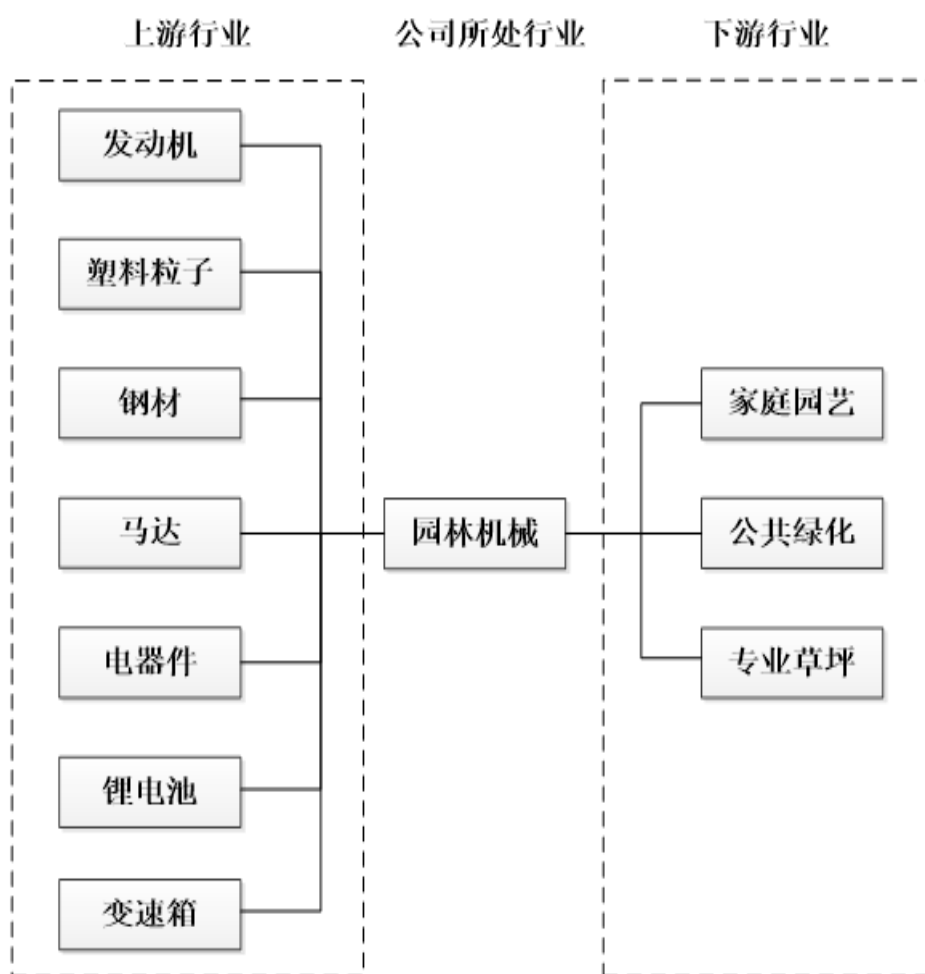 上游行业
公司所处行业
下游行业
发动机
塑料粒子
钢材
马达
电器件
锂电池
变速箱
园林机械
家庭园艺
公共绿化
专业草坪